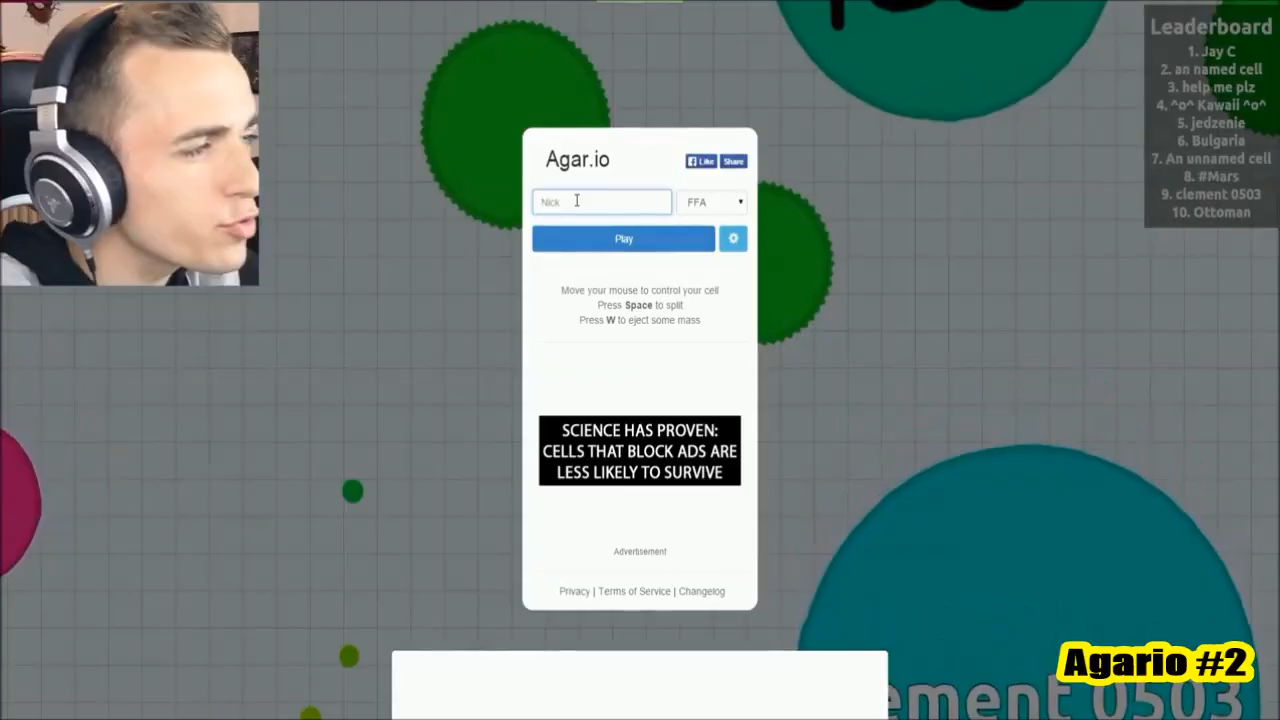 Leaderboard
1. Jay C
2. an named cell
3. help me plz
4. ^o^ Kawaii ^o^
5. jedzenie
6. Bulgaria
7. An unnamed cell
8. #Mars
9. clement 0503
10. Ottoman
Agar.io
Like Share
Nick
FFA
Play
Move your mouse to control your cell
Press Space to split
Press W to eject some mass
SCIENCE HAS PROVEN:
CELLS THAT BLOCK ADS ARE
LESS LIKELY TO SURVIVE
Advertisement
Privacy | Terms of Service | Changelog
Agario #2
ement 0503